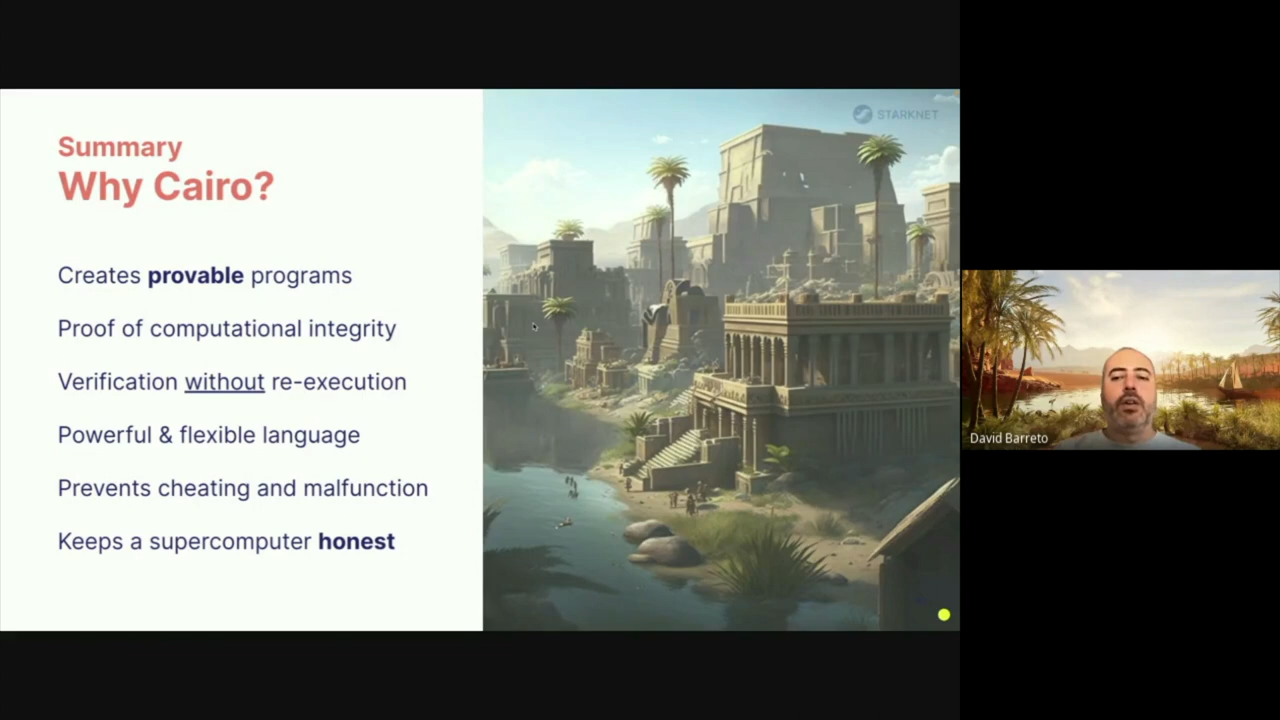 STARKNET
Summary
Why Cairo?
Creates provable programs
Proof of computational integrity
Verification without re-execution
Powerful & flexible language
Prevents cheating and malfunction
Keeps a supercomputer honest
David Barreto